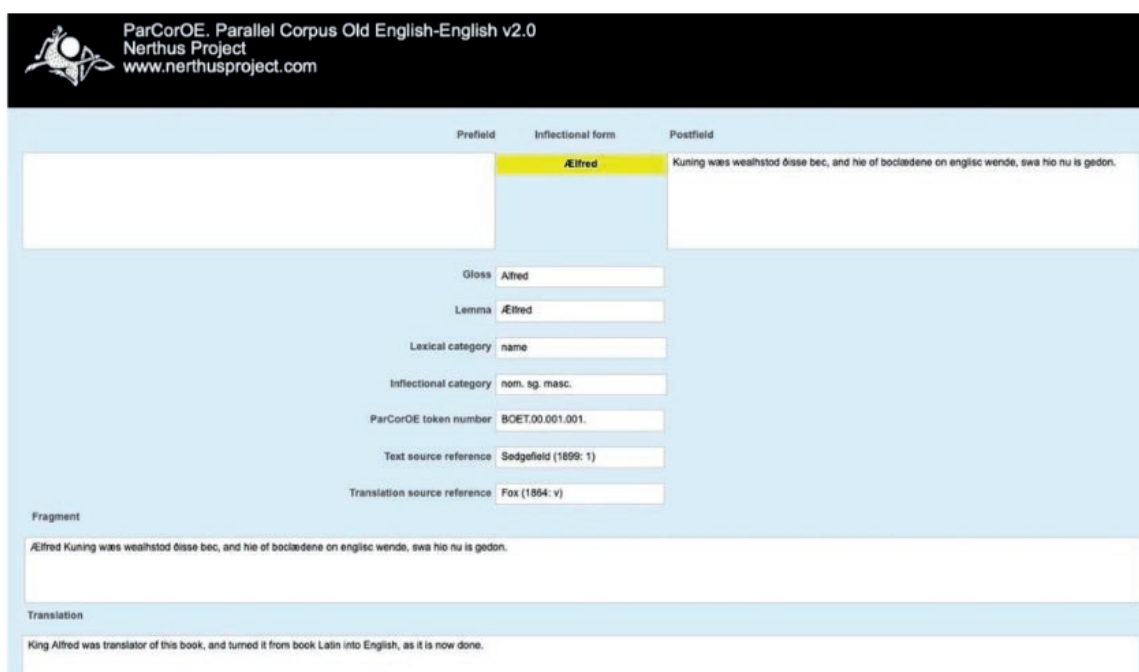 ParCorOE. Parallel Corpus Old English-English v2.0
Nerthus Project
www.nerthusproject.com
Prefield Inflectional form Postfield
Ælfred Kuning wæs wealhstod ðisse bec, and hie of boclædene on englisc wende, swa hio nu is gedon.
Gloss Alfred
Lemma Ælfred
Lexical category name
Inflectional category nom. sg. masc.
ParCorOE token number BOET.00.001.001.
Text source reference Sedgefield (1899: 1)
Translation source reference Fox (1864: v)
Fragment
Ælfred Kuning wæs wealhstod ðisse bec, and hie of boclædene on englisc wende, swa hio nu is gedon.
Translation
King Alfred was translator of this book, and turned it from book Latin into English, as it is now done.